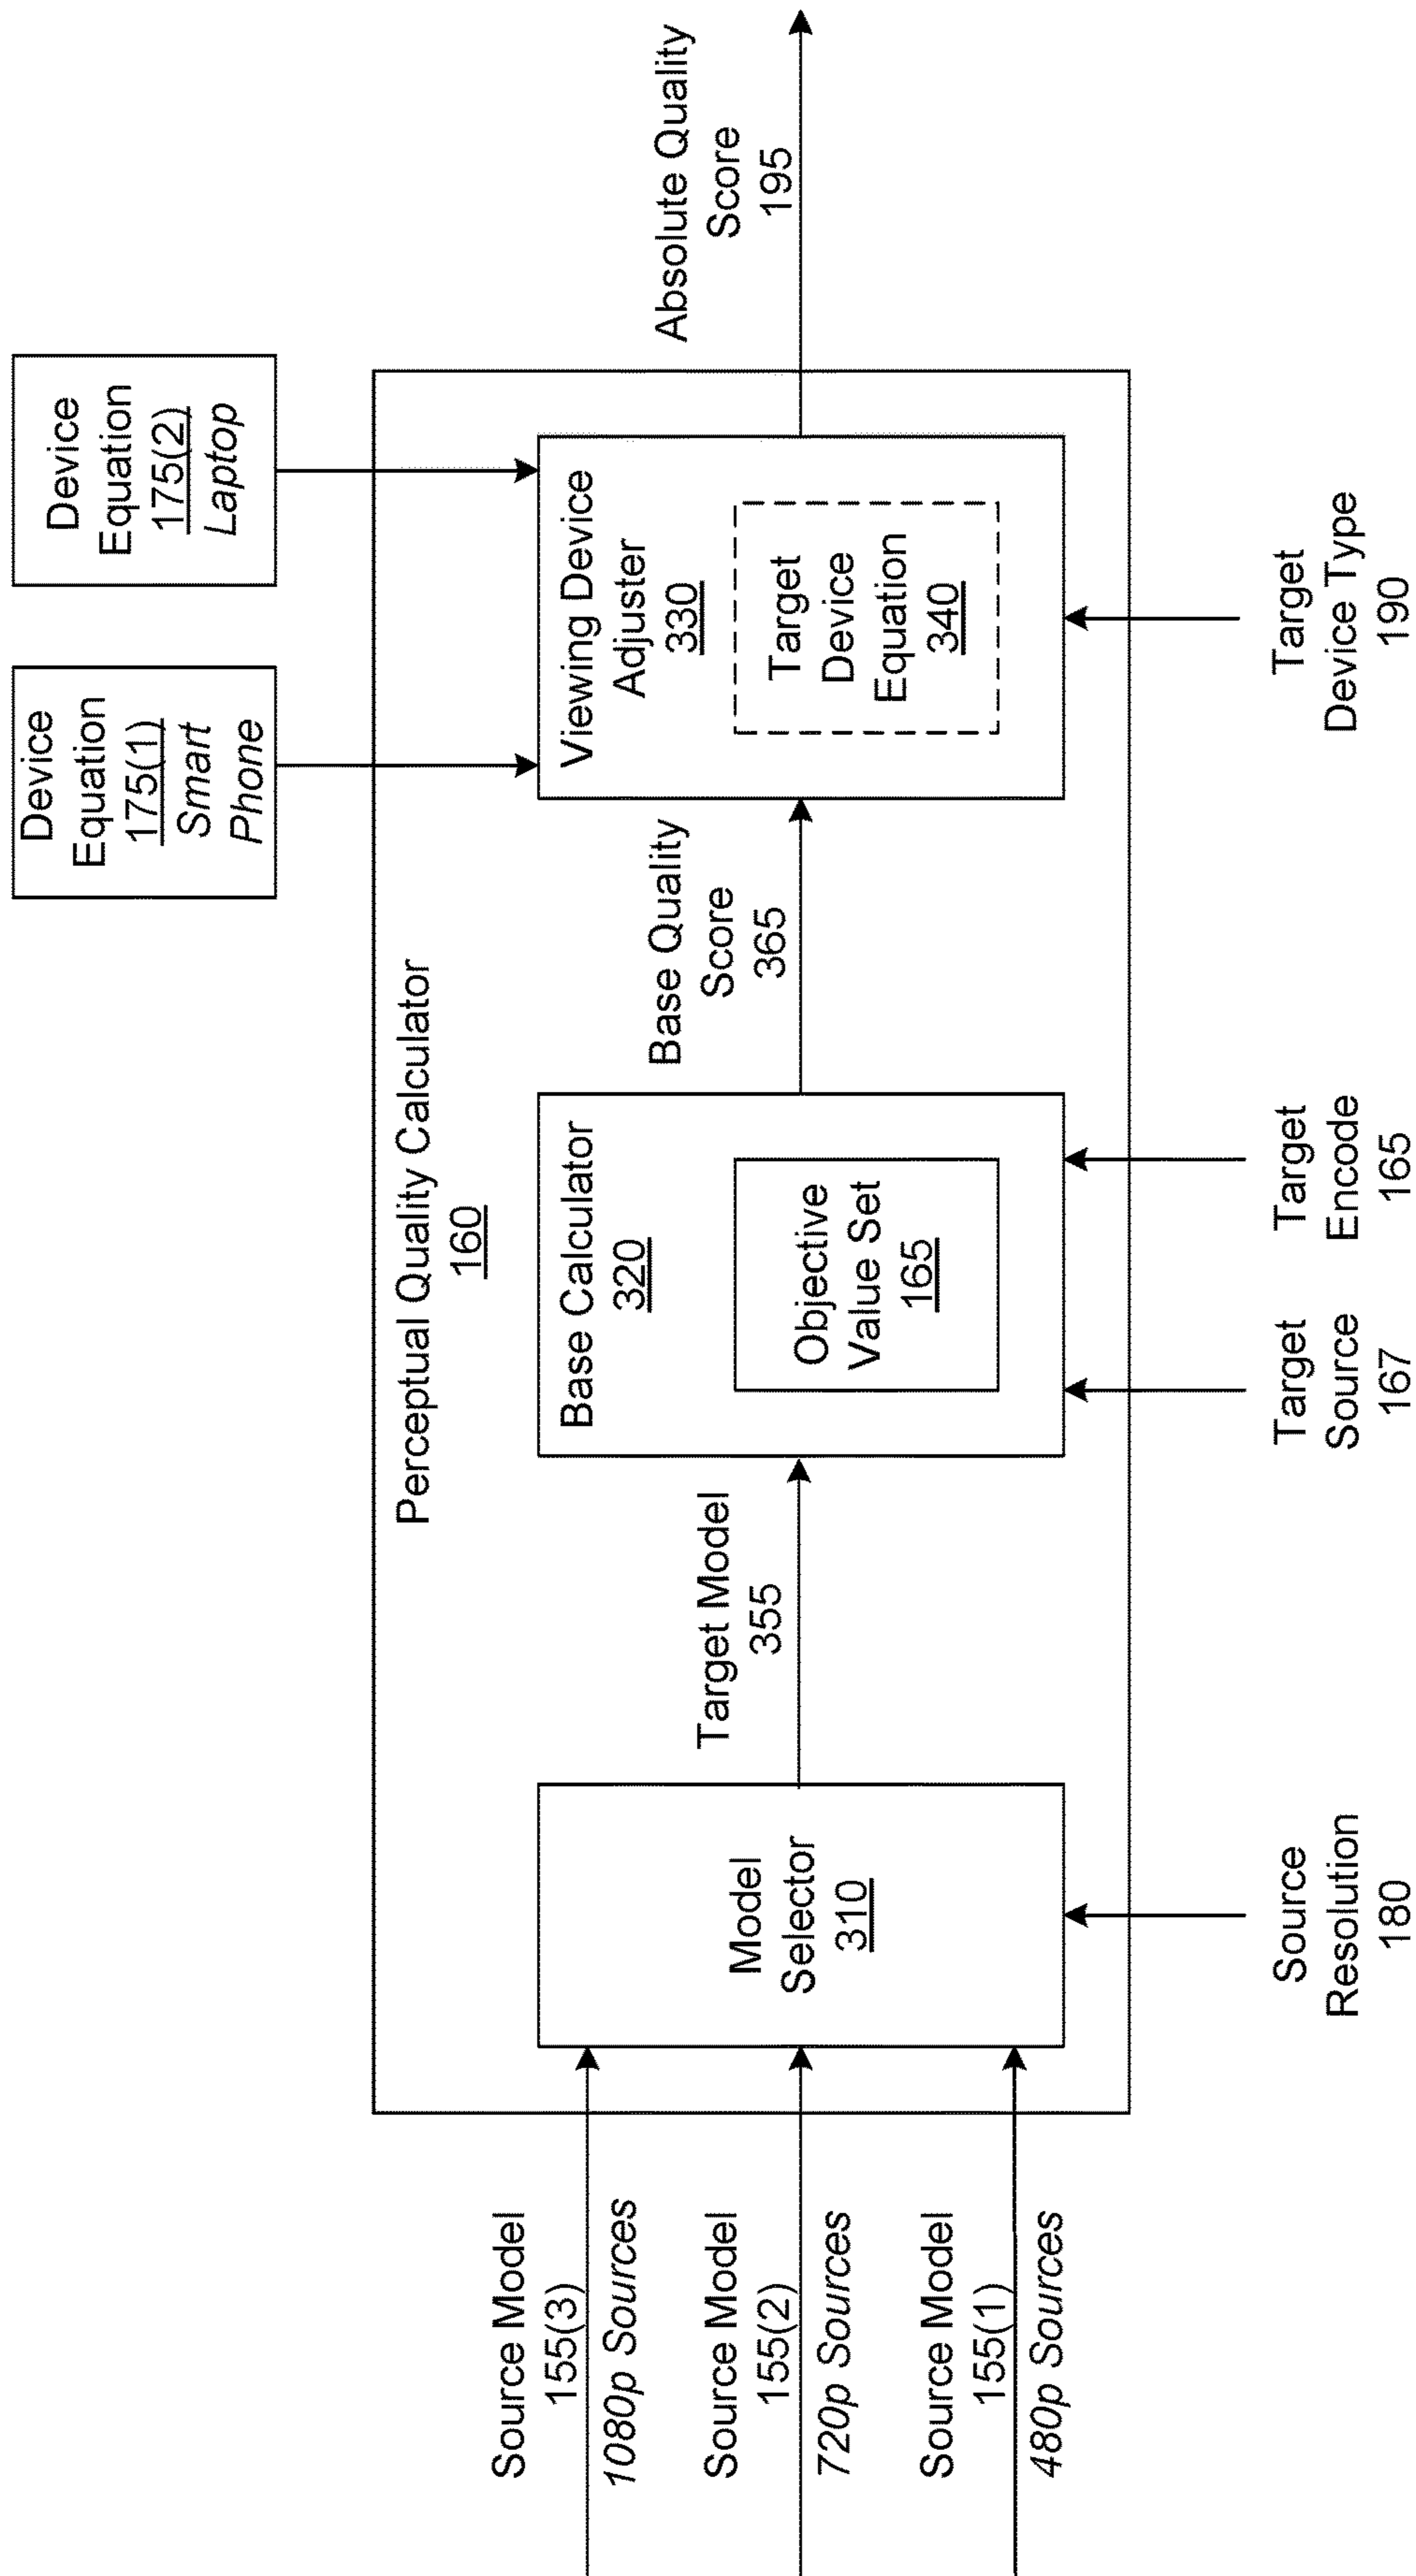 Device
Equation
175(1)
Smart
Phone
Device
Equation
175(2)
Laptop
Perceptual Quality Calculator
160
Source Model
155(3)
1080p Sources
Source Model
155(2)
720p Sources
Source Model
155(1)
480p Sources
Model
Selector
310
Target Model
355
Base Calculator
320
Objective
Value Set
165
Base Quality
Score
365
Viewing Device
Adjuster
330
Target
Device
Equation
340
Absolute Quality
Score
195
Source
Resolution
180
Target
Source
167
Target
Encode
165
Target
Device Type
190